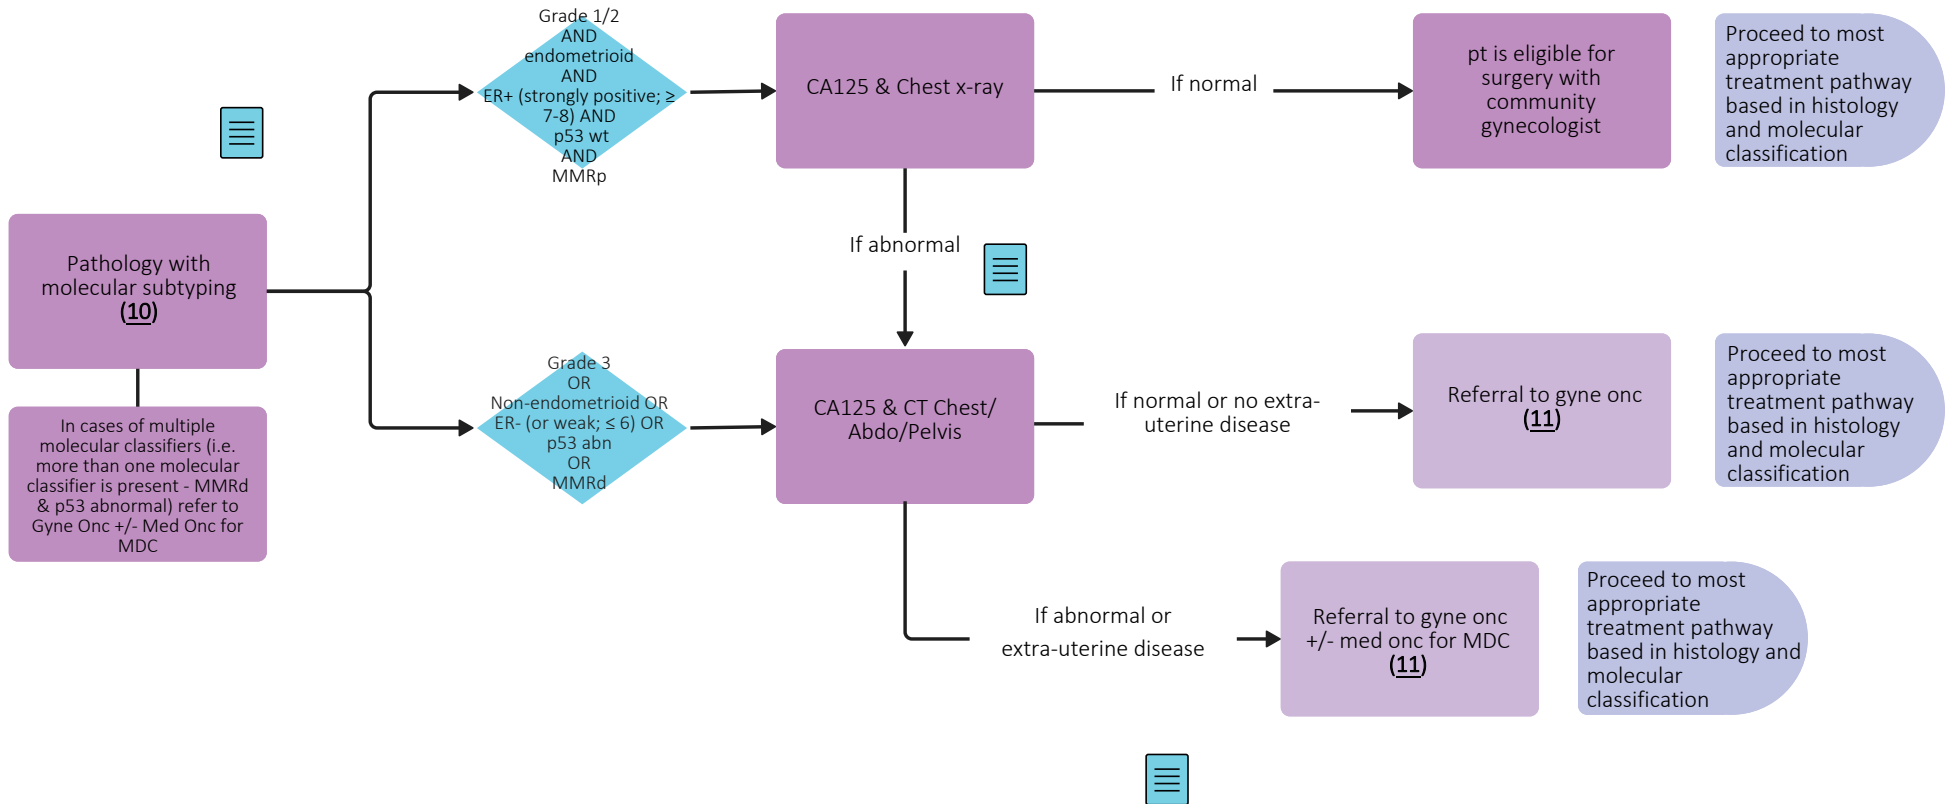 Grade 1/2
AND
endometrioid
AND
ER+ (strongly positive; ≥
7-8) AND
p53 wt
AND
MMRp
CA125 & Chest x-ray
If normal
pt is eligible for
surgery with
community
gynecologist
Proceed to most
appropriate
treatment pathway
based in histology
and molecular
classification
Pathology with
molecular subtyping
(10)
If abnormal
In cases of multiple
molecular classifiers (i.e.
more than one molecular
classifier is present - MMRd
& p53 abnormal) refer to
Gyne Onc +/- Med Onc for
MDC
Grade 3
OR
Non-endometrioid OR
ER- (or weak; ≤ 6) OR
p53 abn
OR
MMRd
CA125 & CT Chest/
Abdo/Pelvis
If normal or no extra-
uterine disease
Referral to gyne onc
(11)
Proceed to most
appropriate
treatment pathway
based in histology
and molecular
classification
If abnormal or
extra-uterine disease
Referral to gyne onc
+/- med onc for MDC
(11)
Proceed to most
appropriate
treatment pathway
based in histology and
molecular
classification